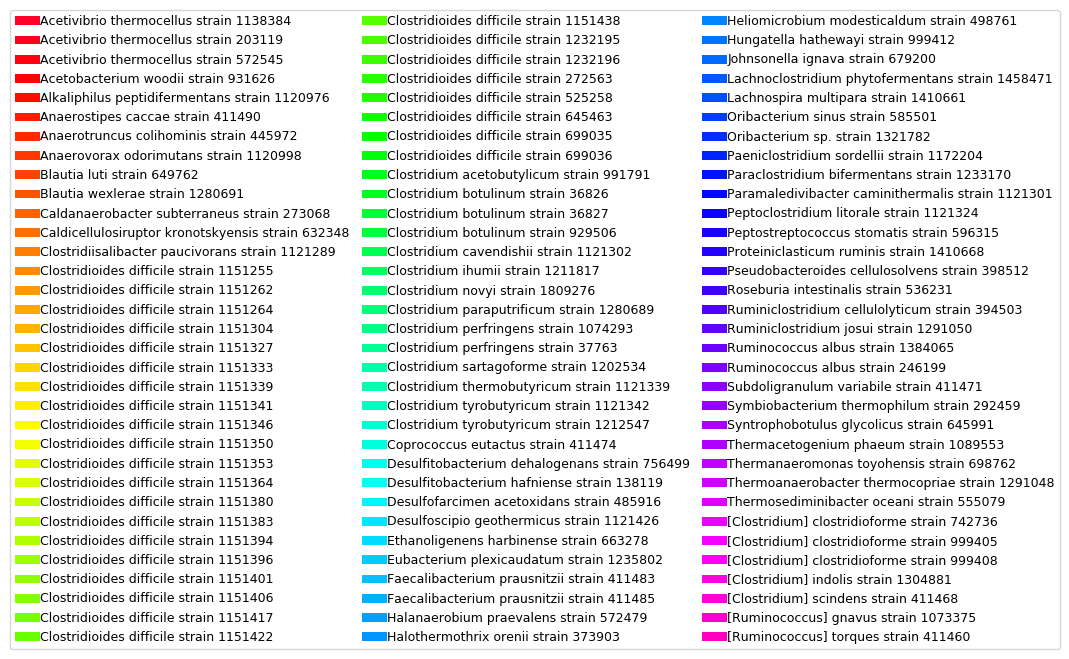 Acetivibrio thermocellus strain 1138384
Acetivibrio thermocellus strain 203119
Acetivibrio thermocellus strain 572545
Acetobacterium woodii strain 931626
Alkaliphilus peptidifermentans strain 1120976
Anaerostipes caccae strain 411490
Anaerotruncus colihominis strain 445972
Anaerovorax odorimutans strain 1120998
Blautia luti strain 649762
Blautia wexlerae strain 1280691
Caldanaerobacter subterraneus strain 273068
Caldicellulosiruptor kronotskyensis strain 632348
Clostridiisalibacter paucivorans strain 1121289
Clostridioides difficile strain 1151255
Clostridioides difficile strain 1151262
Clostridioides difficile strain 1151264
Clostridioides difficile strain 1151304
Clostridioides difficile strain 1151327
Clostridioides difficile strain 1151333
Clostridioides difficile strain 1151339
Clostridioides difficile strain 1151341
Clostridioides difficile strain 1151346
Clostridioides difficile strain 1151350
Clostridioides difficile strain 1151353
Clostridioides difficile strain 1151364
Clostridioides difficile strain 1151380
Clostridioides difficile strain 1151383
Clostridioides difficile strain 1151394
Clostridioides difficile strain 1151396
Clostridioides difficile strain 1151401
Clostridioides difficile strain 1151406
Clostridioides difficile strain 1151417
Clostridioides difficile strain 1151422
Clostridioides difficile strain 1151438
Clostridioides difficile strain 1232195
Clostridioides difficile strain 1232196
Clostridioides difficile strain 272563
Clostridioides difficile strain 525258
Clostridioides difficile strain 645463
Clostridioides difficile strain 699035
Clostridioides difficile strain 699036
Clostridium acetobutylicum strain 991791
Clostridium botulinum strain 36826
Clostridium botulinum strain 36827
Clostridium botulinum strain 929506
Clostridium cavendishii strain 1121302
Clostridium ihumii strain 1211817
Clostridium novyi strain 1809276
Clostridium paraputrificum strain 1280689
Clostridium perfringens strain 1074293
Clostridium perfringens strain 37763
Clostridium sartagoforme strain 1202534
Clostridium thermobutyricum strain 1121339
Clostridium tyrobutyricum strain 1121342
Clostridium tyrobutyricum strain 1212547
Coprococcus eutactus strain 411474
Desulfitobacterium dehalogenans strain 756499
Desulfitobacterium hafniense strain 138119
Desulfofarcimen acetoxidans strain 485916
Desulfoscipio geothermicus strain 1121426
Ethanoligenens harbinense strain 663278
Eubacterium plexicaudatum strain 1235802
Faecalibacterium prausnitzii strain 411483
Faecalibacterium prausnitzii strain 411485
Halanaerobium praevalens strain 572479
Halothermothrix orenii strain 373903
Heliomicrobium modesticaldum strain 498761
Hungatella hathewayi strain 999412
Johnsonella ignava strain 679200
Lachnoclostridium phytofermentans strain 1458471
Lachnospira multipara strain 1410661
Oribacterium sinus strain 585501
Oribacterium sp. strain 1321782
Paeniclostridium sordellii strain 1172204
Paraclostridium bifermentans strain 1233170
Paramaledivibacter caminithermalis strain 1121301
Peptoclostridium litorale strain 1121324
Peptostreptococcus stomatis strain 596315
Proteiniclasticum ruminis strain 1410668
Pseudobacteroides cellulosolvens strain 398512
Roseburia intestinalis strain 536231
Ruminiclostridium cellulolyticum strain 394503
Ruminiclostridium josui strain 1291050
Ruminococcus albus strain 1384065
Ruminococcus albus strain 246199
Subdoligranulum variabile strain 411471
Symbiobacterium thermophilum strain 292459
Syntrophobotulus glycolicus strain 645991
Thermacetogenium phaeum strain 1089553
Thermanaeromonas toyohensis strain 698762
Thermoanaerobacter thermocopriae strain 1291048
Thermosediminibacter oceani strain 555079
[Clostridium] clostridioforme strain 742736
[Clostridium] clostridioforme strain 999405
[Clostridium] clostridioforme strain 999408
[Clostridium] indolis strain 1304881
[Clostridium] scindens strain 411468
[Ruminococcus] gnavus strain 1073375
[Ruminococcus] torques strain 411460